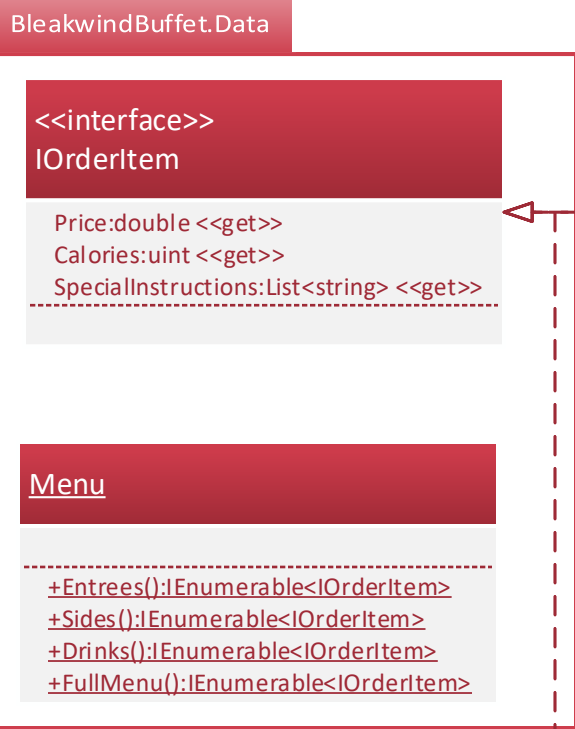 BleakwindBuffet.Data
<<interface>>
IOrderItem
Price:double <<get>>
Calories:uint <<get>>
SpecialInstructions:List<string> <<get>>
Menu
+Entrees():IEnumerable<IOrderItem>
+Sides():IEnumerable<IOrderItem>
+Drinks():IEnumerable<IOrderItem>
+FullMenu():IEnumerable<IOrderItem>